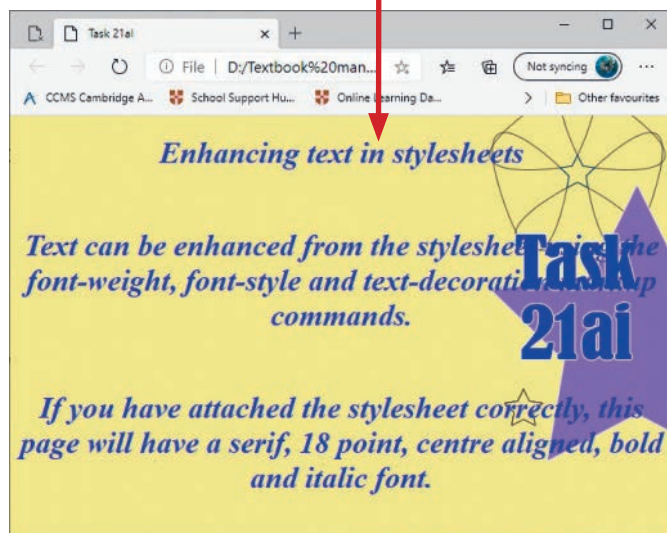 Task 21aI
File
D:/Textbook%20man...
Not syncing
CCMS Cambridge A...
School Support Hu...
Online Learning Da...
Other favourites
Enhancing text in stylesheets
Text can be enhanced from the stylesheet using the
font-weight, font-style and text-decoration markup
commands.
Task
21ai
If you have attached the stylesheet correctly, this
page will have a serif, 18 point, centre aligned, bold
and italic font.